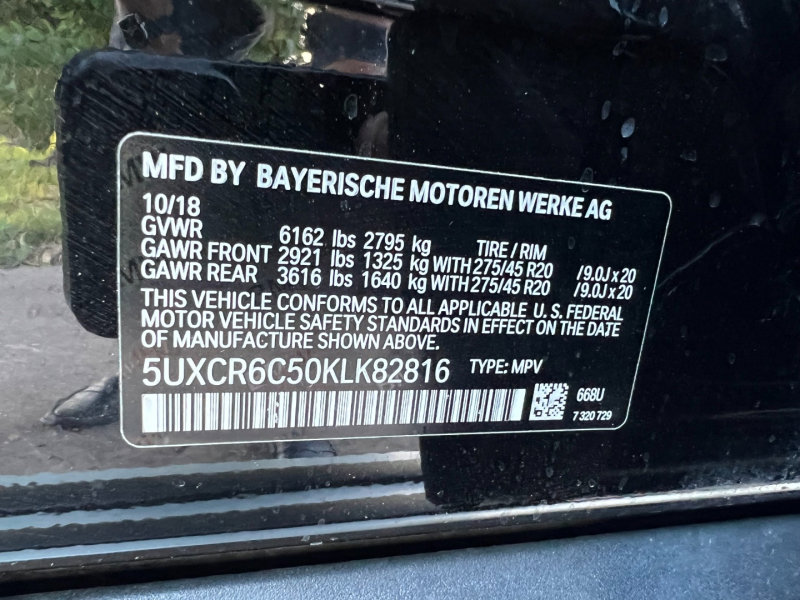 MFD BY BAYERISCHE MOTOREN WERKE AG
10/18
GVWR 6162 lbs 2795 kg TIRE / RIM
GAWR FRONT 2921 lbs 1325 kg WITH 275/45 R20 /9.0J x 20
GAWR REAR 3616 lbs 1640 kg WITH 275/45 R20 /9.0J x 20
THIS VEHICLE CONFORMS TO ALL APPLICABLE U. S. FEDERAL
MOTOR VEHICLE SAFETY STANDARDS IN EFFECT ON THE DATE
OF MANUFACTURE SHOWN ABOVE.
5UXCR6C50KLK82816 TYPE: MPV
668U
7 320 729